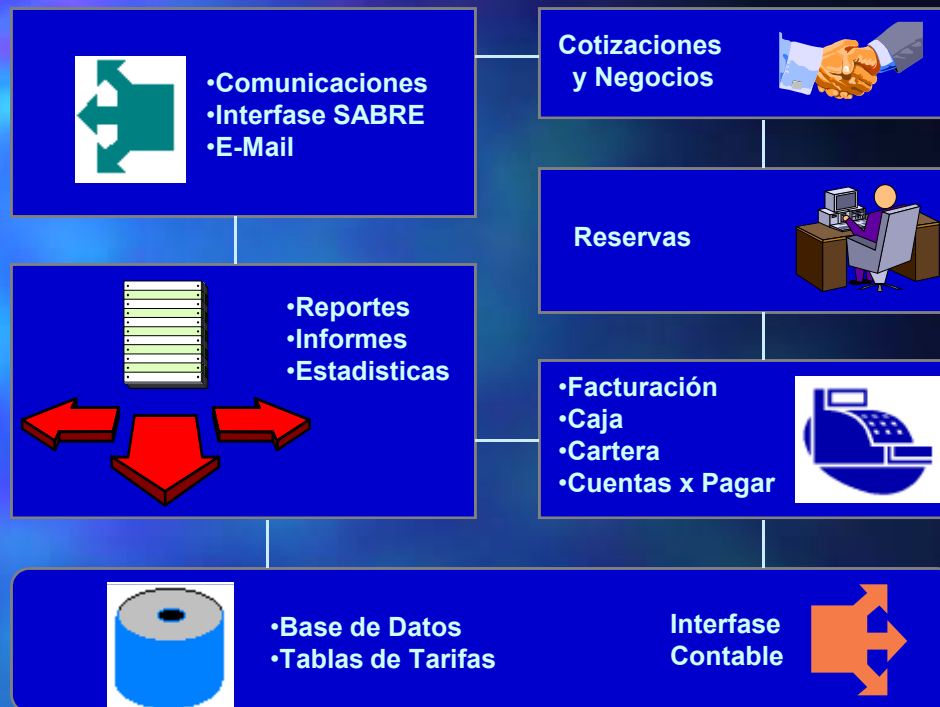 •Comunicaciones
•Interfase SABRE
•E-Mail
Cotizaciones
y Negocios
Reservas
•Reportes
•Informes
•Estadisticas
•Facturación
•Caja
•Cartera
•Cuentas x Pagar
•Base de Datos
•Tablas de Tarifas
Interfase
Contable